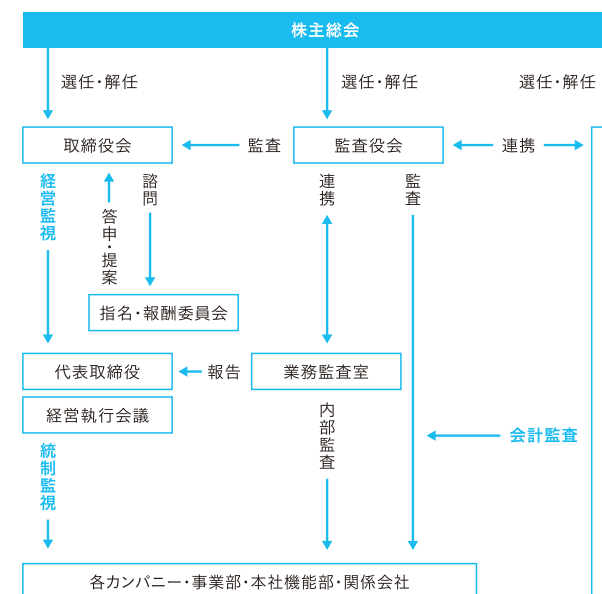 株主総会
選任・解任
選任・解任
選任・解任
取締役会
監査
監査役会
連携
経営監視
答申・提案
諮問
連携
監査
指名・報酬委員会
代表取締役
報告
業務監査室
経営執行会議
内部監査
会計監査
統制監視
各カンパニー・事業部・本社機能部・関係会社